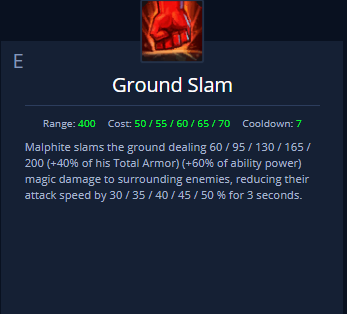 E
Ground Slam
Range: 400 Cost: 50 / 55 / 60 / 65 / 70 Cooldown: 7
Malphite slams the ground dealing 60 / 95 / 130 / 165 /
200 (+40% of his Total Armor) (+60% of ability power)
magic damage to surrounding enemies, reducing their
attack speed by 30 / 35 / 40 / 45 / 50 % for 3 seconds.